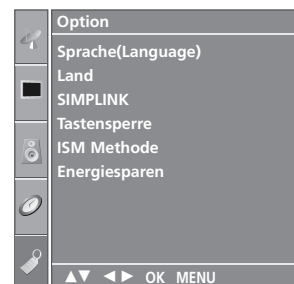 Option
Sprache(Language)
Land
SIMPLINK
Tastensperre
ISM Methode
Energiesparen
▲▼ ◄► OK MENU